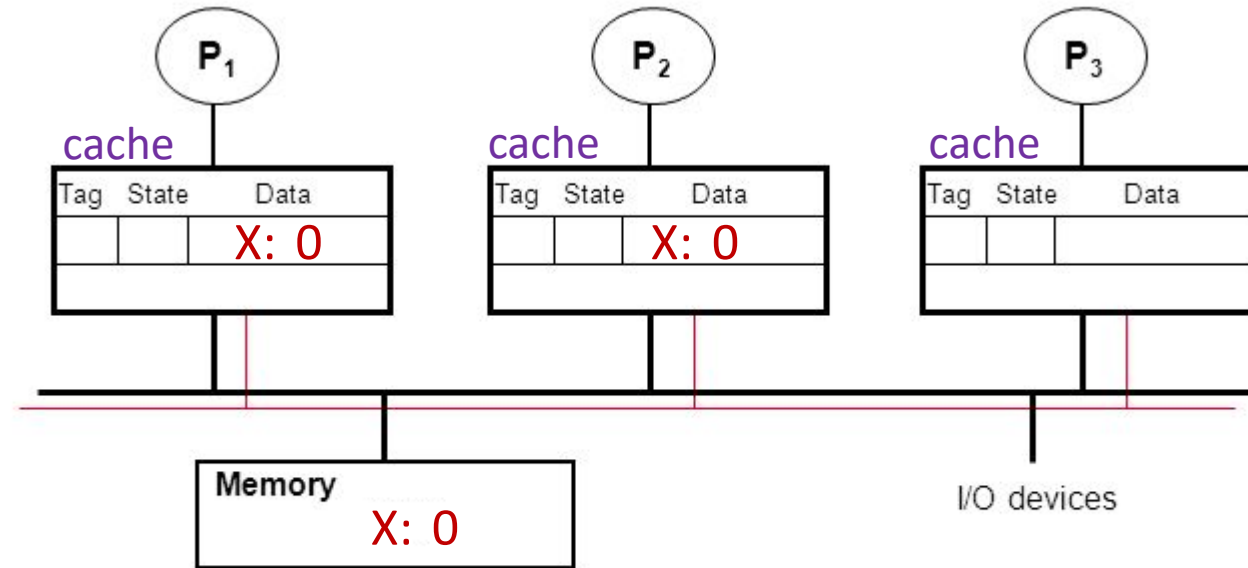 P₁ P₂ P₃
cache cache cache
Tag State Data Tag State Data Tag State Data
X: 0 X: 0
Memory
X: 0
I/O devices